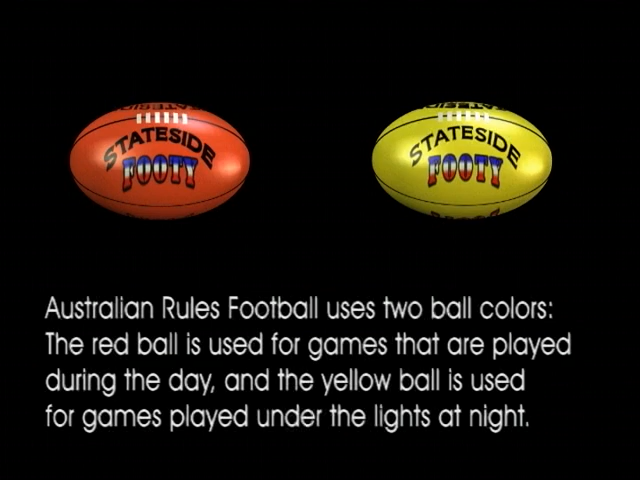 STATESIDE
FOOTY
STATESIDE
FOOTY
Australian Rules Football uses two ball colors:
The red ball is used for games that are played
during the day, and the yellow ball is used
for games played under the lights at night.